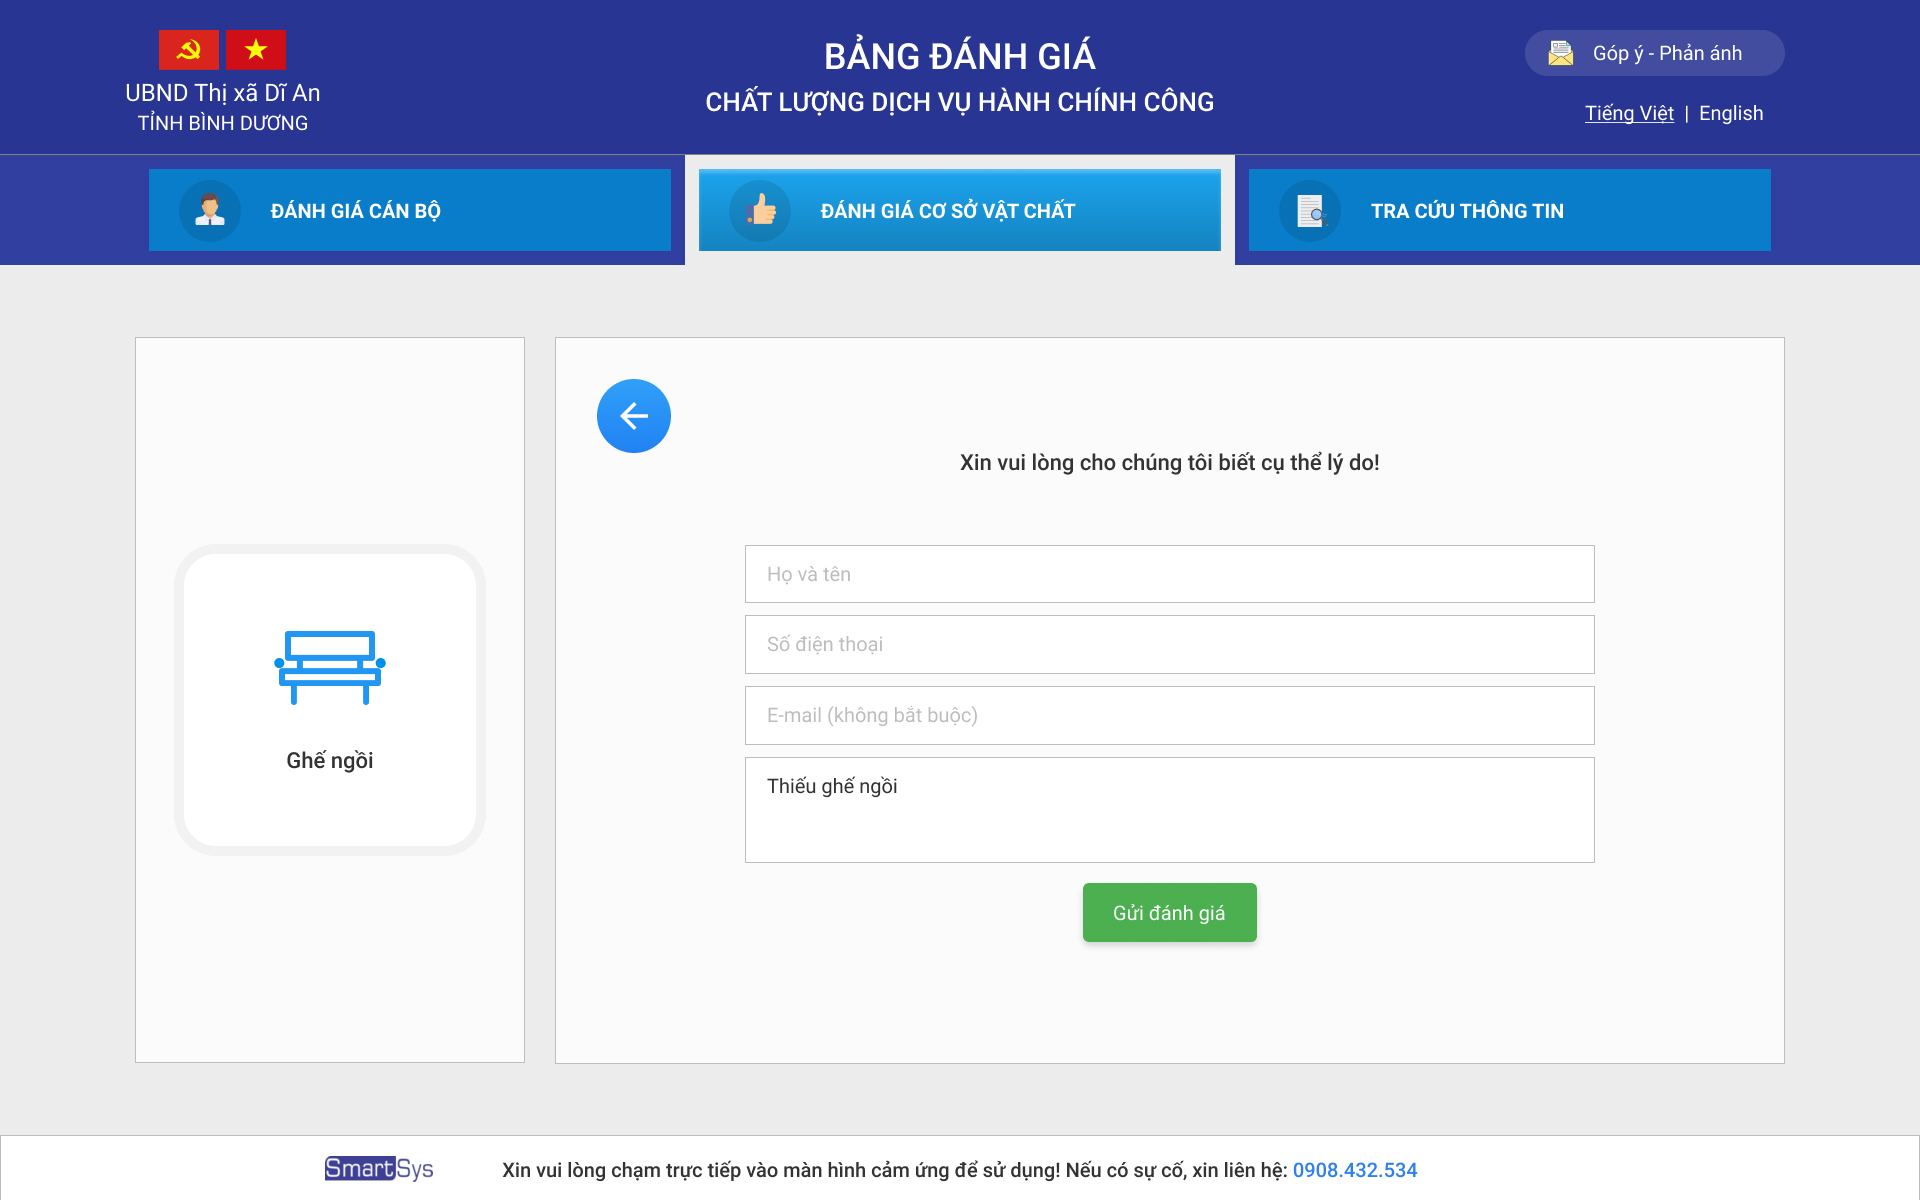 UBND Thị xã Dĩ An
TỈNH BÌNH DƯƠNG
BẢNG ĐÁNH GIÁ
CHẤT LƯỢNG DỊCH VỤ HÀNH CHÍNH CÔNG
Góp ý - Phản ánh
Tiếng Việt | English
ĐÁNH GIÁ CÁN BỘ
ĐÁNH GIÁ CƠ SỞ VẬT CHẤT
TRA CỨU THÔNG TIN
Ghế ngồi
Xin vui lòng cho chúng tôi biết cụ thể lý do!
Họ và tên
Số điện thoại
E-mail (không bắt buộc)
Thiếu ghế ngồi
Gửi đánh giá
SmartSys
Xin vui lòng chạm trực tiếp vào màn hình cảm ứng để sử dụng! Nếu có sự cố, xin liên hệ: 0908.432.534